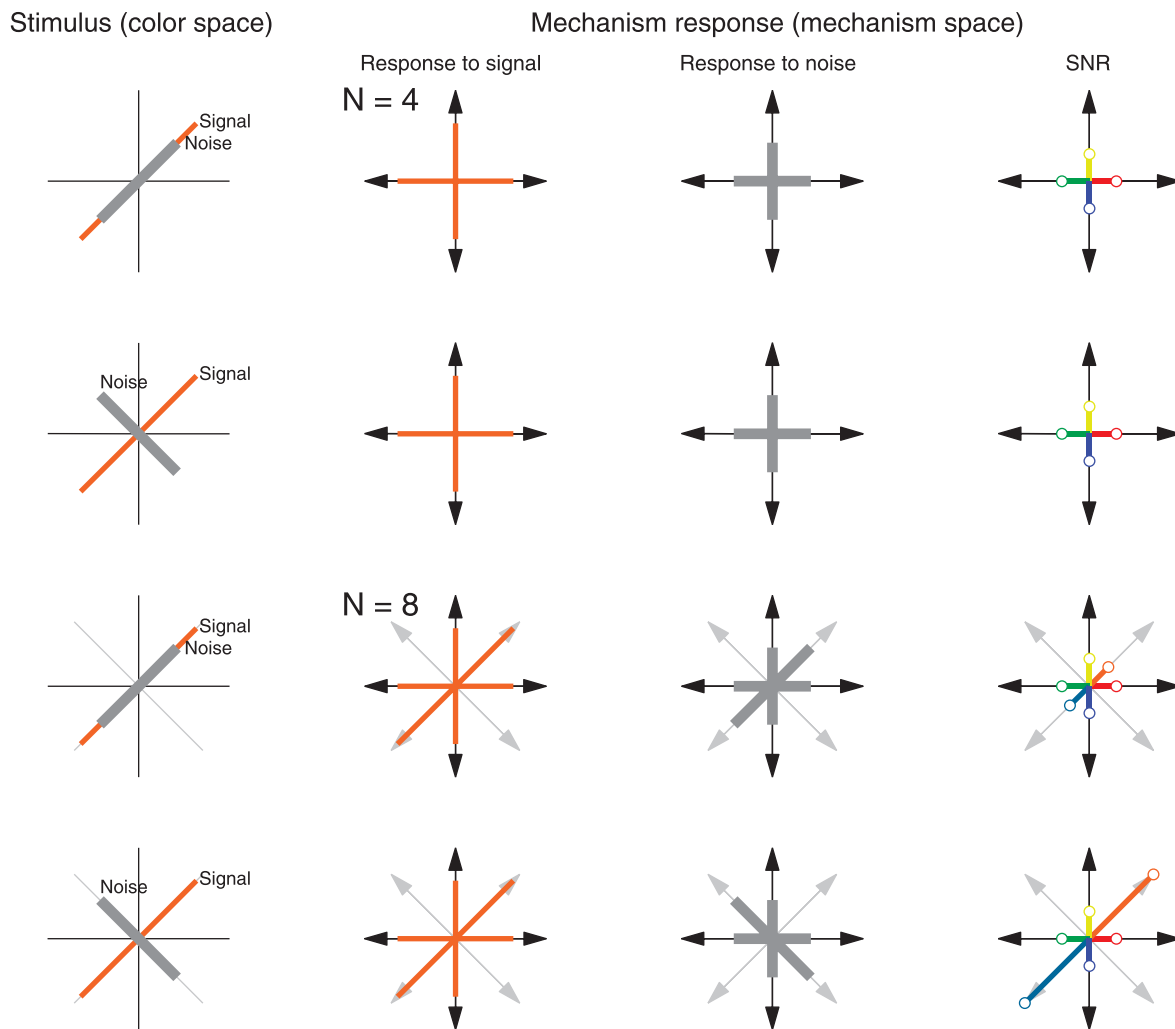 Stimulus (color space)
Mechanism response (mechanism space)
Response to signal
Response to noise
SNR
N = 4
Signal
Noise
Noise
Signal
N = 8
Signal
Noise
Noise
Signal